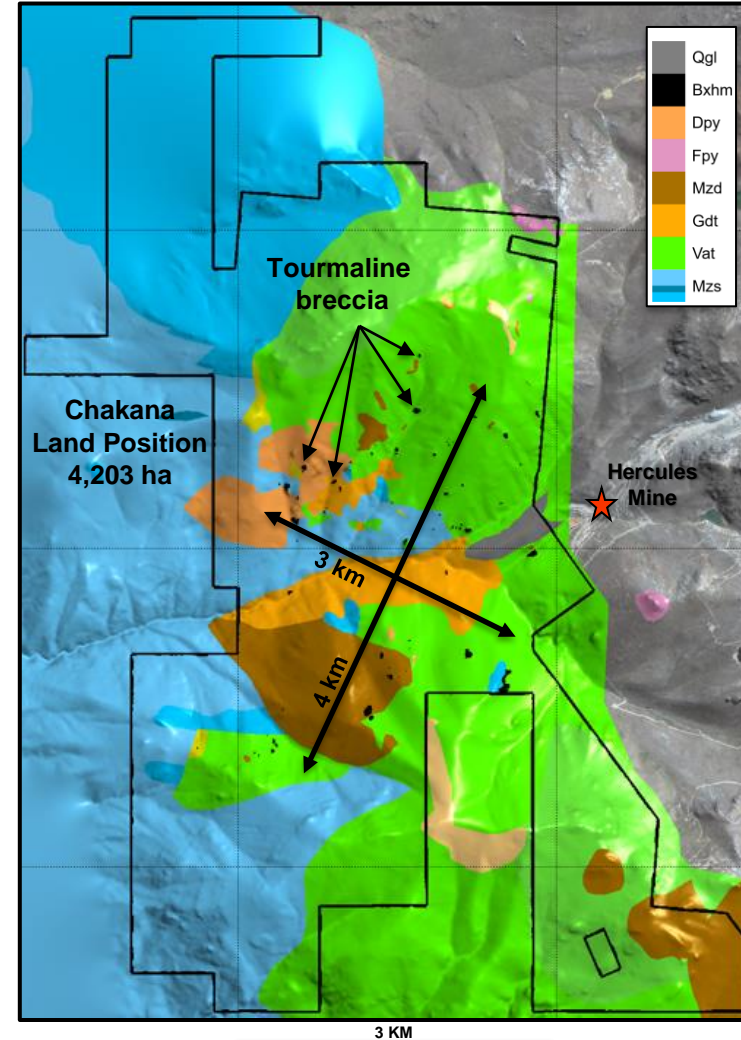 Qgl
Bxhm
Dpy
Fpy
Mzd
Gdt
Vat
Mzs
Tourmaline
breccia
Chakana
Land Position
4,203 ha
Hercules
Mine
3 km
4 km
3 KM